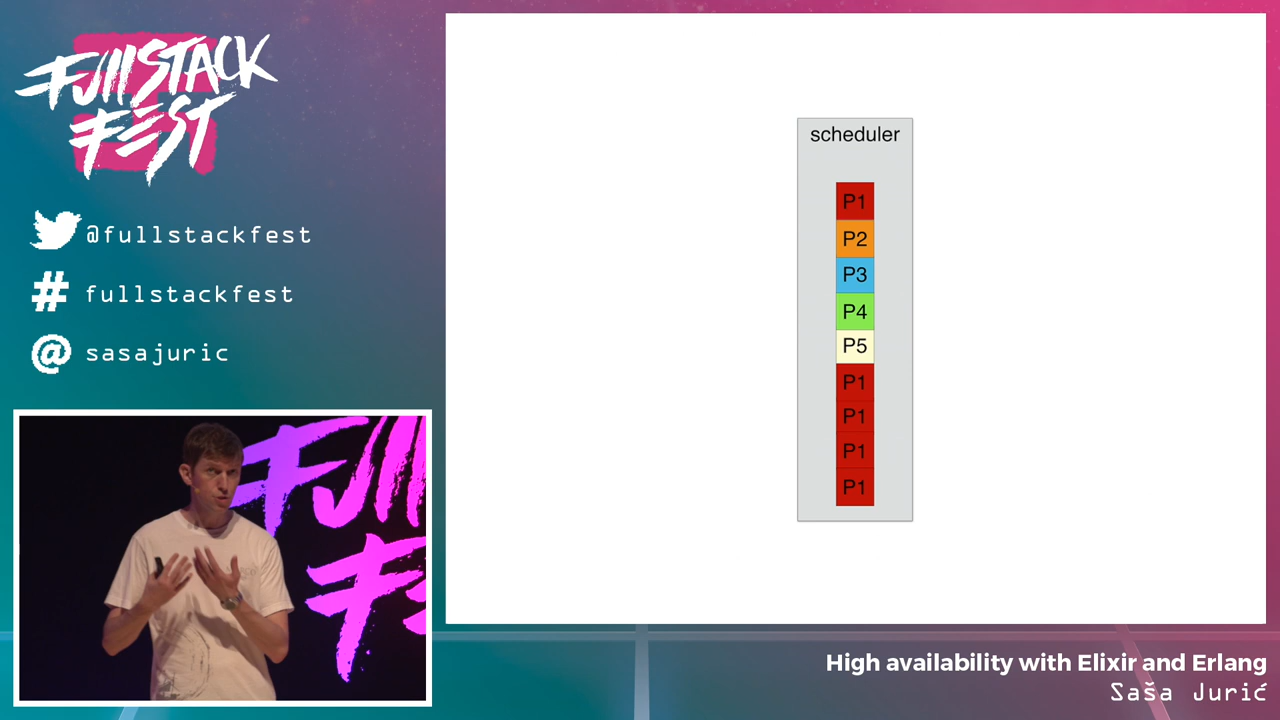 FullSTACK
FEST
@fullstackfest
# fullstackfest
@ sasajuric
scheduler
P1
P2
P3
P4
P5
P1
P1
P1
P1
High availability with Elixir and Erlang
Saša Jurić